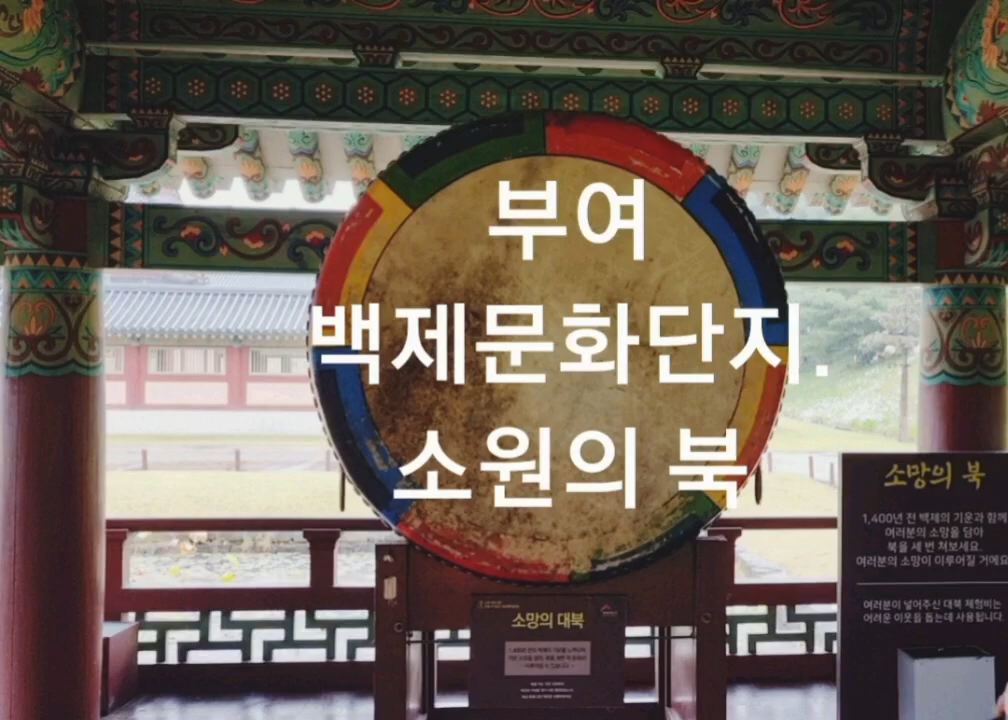 부여
백제문화단지.
소원의 북
소망의 북
1,400년 전 백제의 기운과 함께
여러분의 소망을 담아
북을 세 번 쳐보세요.
여러분의 소망이 이루어질 거예요
여러분이 넣어주신 대북 체험비는
어려운 이웃을 돕는데 사용됩니다.
소망의 대북